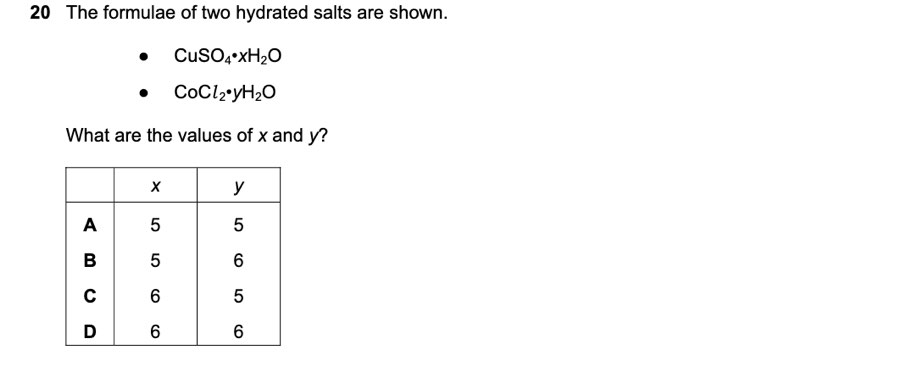 20 The formulae of two hydrated salts are shown.
• CuSO₄•xH₂O
• CoCl₂•yH₂O
What are the values of x and y?
x y
A 5 5
B 5 6
C 6 5
D 6 6